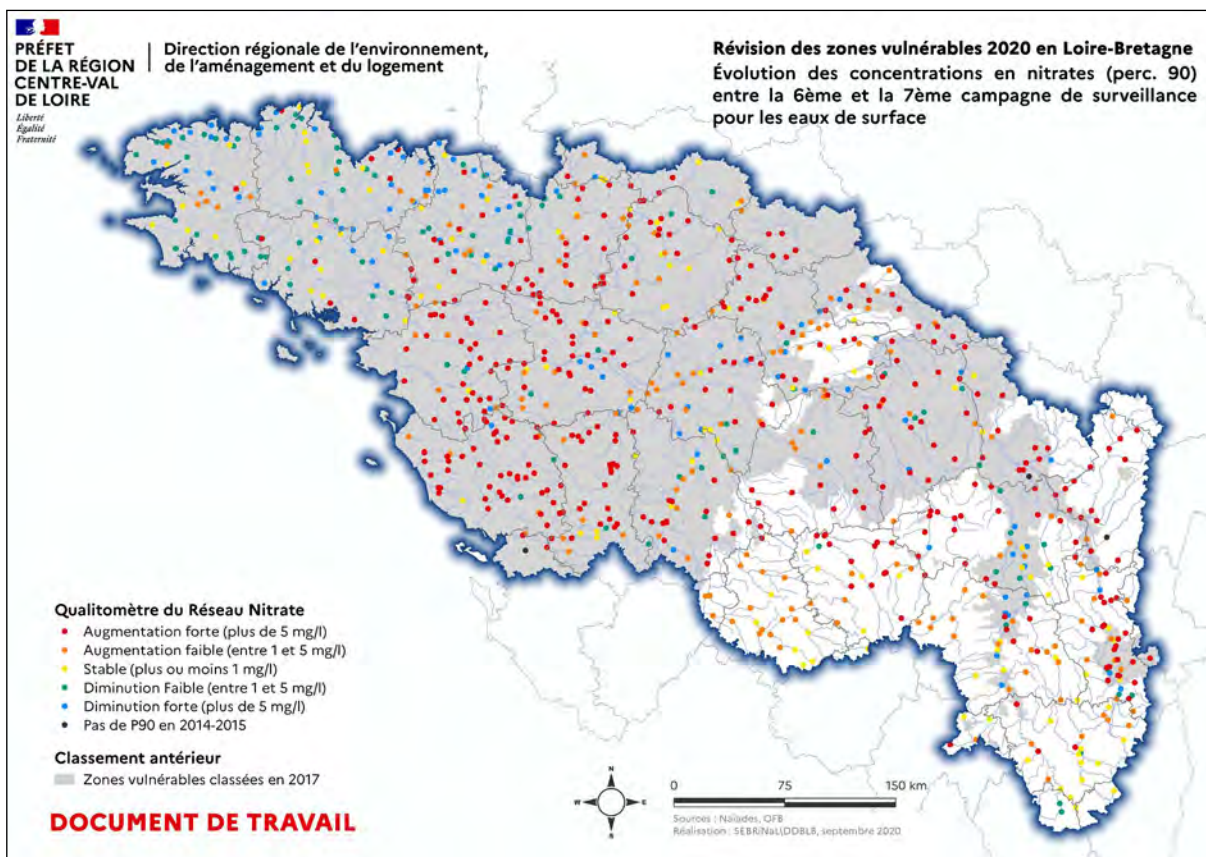 PRÉFET
DE LA RÉGION
CENTRE-VAL
DE LOIRE
Liberté
Égalité
Fraternité
Direction régionale de l'environnement,
de l'aménagement et du logement
Révision des zones vulnérables 2020 en Loire-Bretagne
Évolution des concentrations en nitrates (perc. 90)
entre la 6ème et la 7ème campagne de surveillance
pour les eaux de surface
Qualitomètre du Réseau Nitrate
Augmentation forte (plus de 5 mg/l)
Augmentation faible (entre 1 et 5 mg/l)
Stable (plus ou moins 1 mg/l)
Diminution Faible (entre 1 et 5 mg/l)
Diminution forte (plus de 5 mg/l)
Pas de P90 en 2014-2015
Classement antérieur
Zones vulnérables classées en 2017
DOCUMENT DE TRAVAIL
N
W E
S
0 75 150 km
Sources : Naïades, OFB
Réalisation : SEBRiNaL\DDBLB, septembre 2020